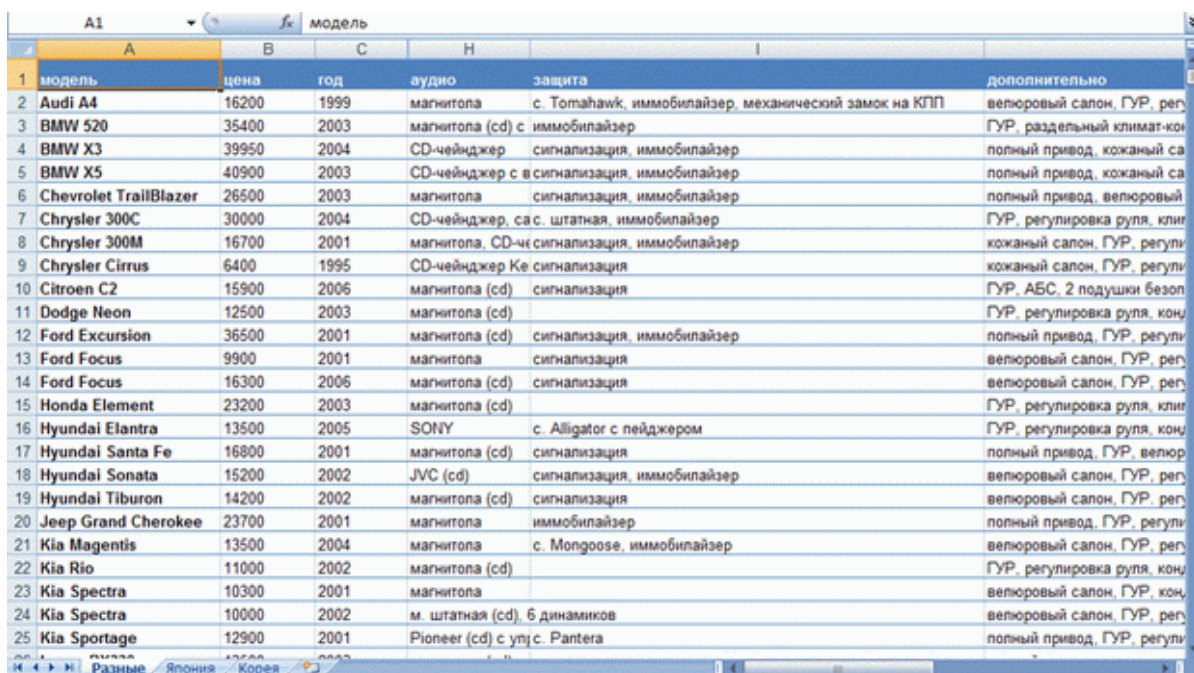 A1 fx модель
A B C H I
1 модель цена год аудио защита дополнительно
2 Audi A4 16200 1999 магнитола с. Tomahawk, иммобилайзер, механический замок на КПП велюровый салон, ГУР, рег
3 BMW 520 35400 2003 магнитола (cd) с иммобилайзер ГУР, раздельный климат-кон
4 BMW X3 39950 2004 CD-чейнджер сигнализация, иммобилайзер полный привод, кожаный са
5 BMW X5 40900 2003 CD-чейнджер с в сигнализация, иммобилайзер полный привод, кожаный са
6 Chevrolet TrailBlazer 26500 2003 магнитола сигнализация полный привод, велюровый
7 Chrysler 300C 30000 2004 CD-чейнджер, са с. штатная, иммобилайзер ГУР, регулировка руля, клим
8 Chrysler 300M 16700 2001 магнитола, CD-че сигнализация, иммобилайзер кожаный салон, ГУР, регули
9 Chrysler Cirrus 6400 1995 CD-чейнджер Ke сигнализация кожаный салон, ГУР, регули
10 Citroen C2 15900 2006 магнитола (cd) сигнализация ГУР, АБС, 2 подушки безоп
11 Dodge Neon 12500 2003 магнитола (cd) ГУР, регулировка руля, конд
12 Ford Excursion 36500 2001 магнитола (cd) сигнализация, иммобилайзер полный привод, ГУР, регули
13 Ford Focus 9900 2001 магнитола сигнализация велюровый салон, ГУР, рег
14 Ford Focus 16300 2006 магнитола (cd) сигнализация велюровый салон, ГУР, рег
15 Honda Element 23200 2003 магнитола (cd) ГУР, регулировка руля, клим
16 Hyundai Elantra 13500 2005 SONY с. Alligator с пейджером ГУР, регулировка руля, конд
17 Hyundai Santa Fe 16800 2001 магнитола (cd) сигнализация полный привод, ГУР, велюр
18 Hyundai Sonata 15200 2002 JVC (cd) сигнализация, иммобилайзер велюровый салон, ГУР, рег
19 Hyundai Tiburon 14200 2002 магнитола (cd) сигнализация велюровый салон, ГУР, рег
20 Jeep Grand Cherokee 23700 2001 магнитола иммобилайзер полный привод, ГУР, регули
21 Kia Magentis 13500 2004 магнитола с. Mongoose, иммобилайзер велюровый салон, ГУР, рег
22 Kia Rio 11000 2002 магнитола (cd) ГУР, регулировка руля, конд
23 Kia Spectra 10300 2001 магнитола велюровый салон, ГУР, конд
24 Kia Spectra 10000 2002 м. штатная (cd), 6 динамиков велюровый салон, ГУР, рег
25 Kia Sportage 12900 2001 Pioneer (cd) с упр с. Pantera полный привод, ГУР, регули
Разные Япония Корея